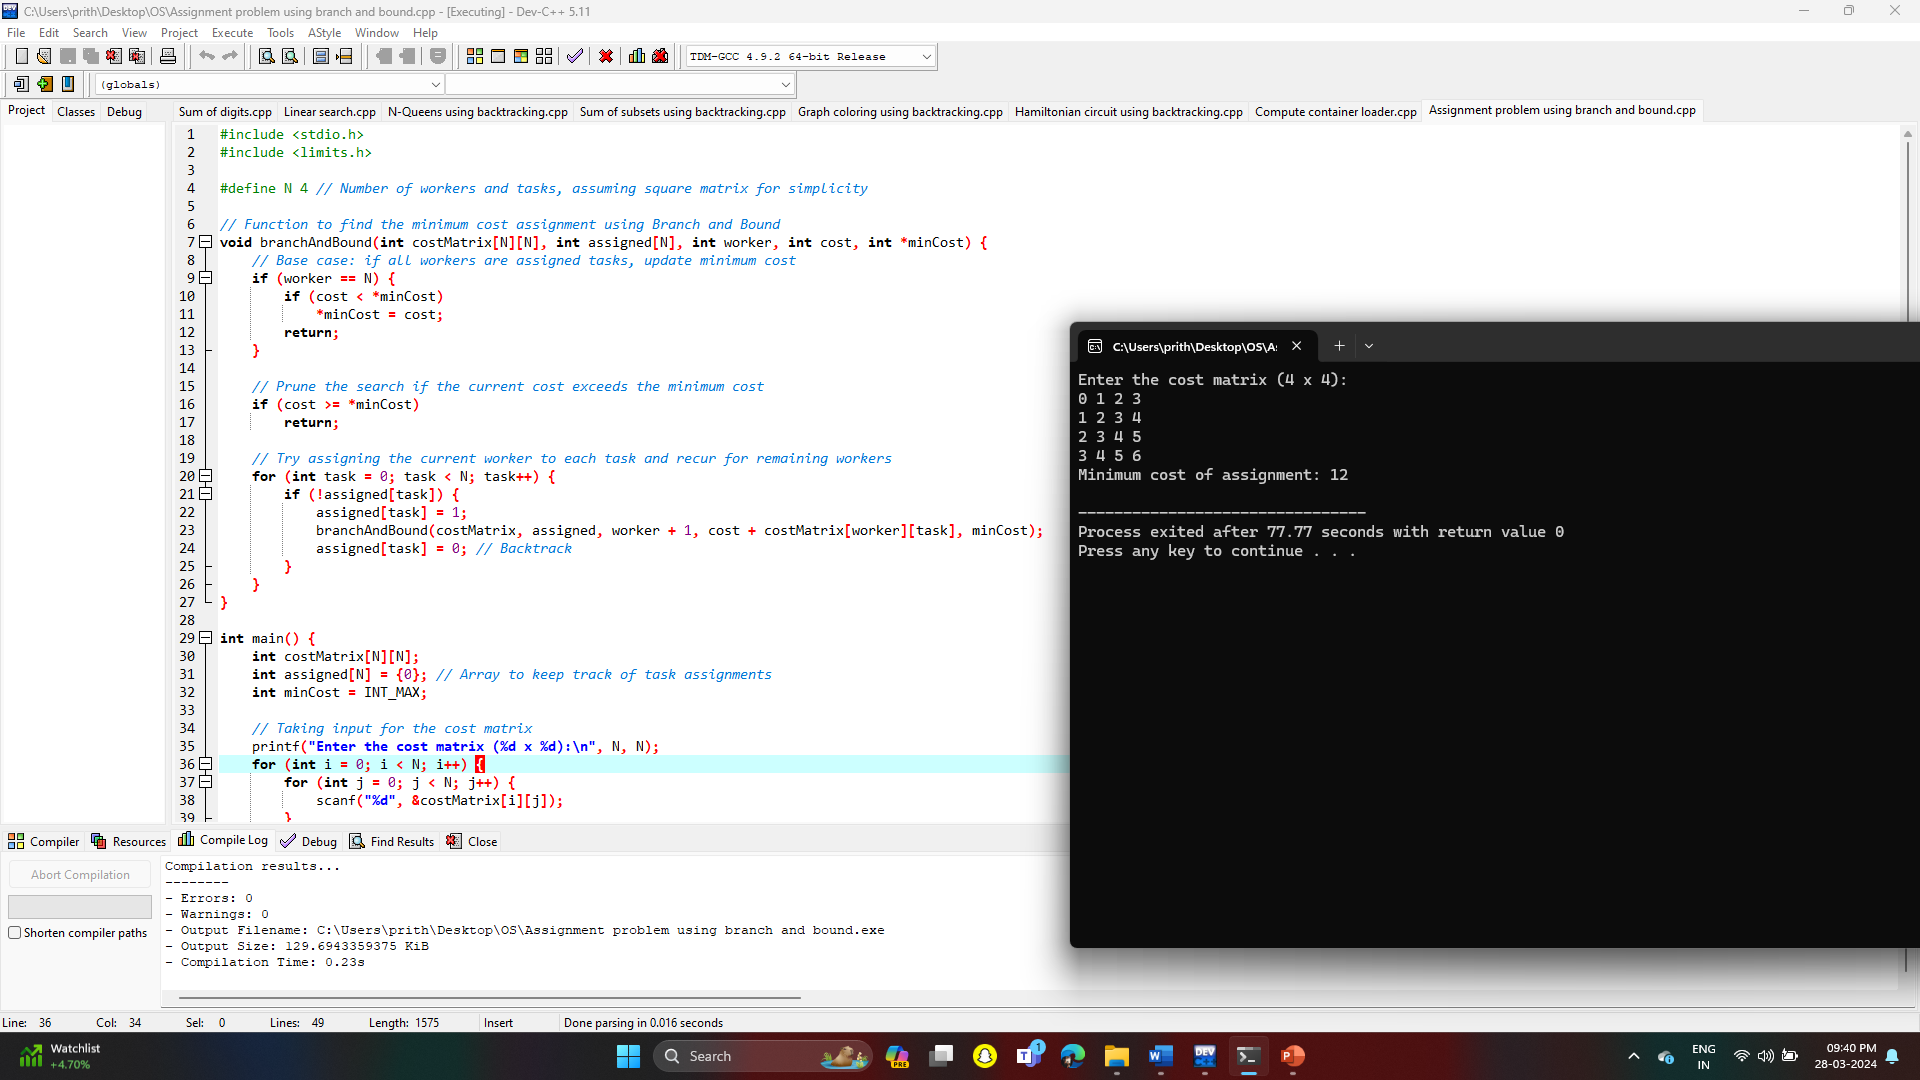 C:\Users\prith\Desktop\OS\Assignment problem using branch and bound.cpp - [Executing] - Dev-C++ 5.11
File Edit Search View Project Execute Tools AStyle Window Help
TDM-GCC 4.9.2 64-bit Release
(globals)
Project Classes Debug
Sum of digits.cpp Linear search.cpp N-Queens using backtracking.cpp Sum of subsets using backtracking.cpp Graph coloring using backtracking.cpp Hamiltonian circuit using backtracking.cpp Compute container loader.cpp Assignment problem using branch and bound.cpp
1 #include <stdio.h>
2 #include <limits.h>
3
4 #define N 4 // Number of workers and tasks, assuming square matrix for simplicity
5
6 // Function to find the minimum cost assignment using Branch and Bound
7 void branchAndBound(int costMatrix[N][N], int assigned[N], int worker, int cost, int *minCost) {
8 // Base case: if all workers are assigned tasks, update minimum cost
9 if (worker == N) {
10 if (cost < *minCost)
11 *minCost = cost;
12 return;
13 }
14
15 // Prune the search if the current cost exceeds the minimum cost
16 if (cost >= *minCost)
17 return;
18
19 // Try assigning the current worker to each task and recur for remaining workers
20 for (int task = 0; task < N; task++) {
21 if (!assigned[task]) {
22 assigned[task] = 1;
23 branchAndBound(costMatrix, assigned, worker + 1, cost + costMatrix[worker][task], minCost);
24 assigned[task] = 0; // Backtrack
25 }
26 }
27 }
28
29 int main() {
30 int costMatrix[N][N];
31 int assigned[N] = {0}; // Array to keep track of task assignments
32 int minCost = INT_MAX;
33
34 // Taking input for the cost matrix
35 printf("Enter the cost matrix (%d x %d):\n", N, N);
36 for (int i = 0; i < N; i++) {
37 for (int j = 0; j < N; j++) {
38 scanf("%d", &costMatrix[i][j]);
39 }
C:\Users\prith\Desktop\OS\A:
Enter the cost matrix (4 x 4):
0 1 2 3
1 2 3 4
2 3 4 5
3 4 5 6
Minimum cost of assignment: 12
--------------------------------
Process exited after 77.77 seconds with return value 0
Press any key to continue . . .
Compiler Resources Compile Log Debug Find Results Close
Abort Compilation
Shorten compiler paths
Compilation results...
--------
- Errors: 0
- Warnings: 0
- Output Filename: C:\Users\prith\Desktop\OS\Assignment problem using branch and bound.exe
- Output Size: 129.6943359375 KiB
- Compilation Time: 0.23s
Line: 36 Col: 34 Sel: 0 Lines: 49 Length: 1575 Insert Done parsing in 0.016 seconds
Watchlist
+4.70%
Search
PRE
1
DEV
ENG
IN
09:40 PM
28-03-2024